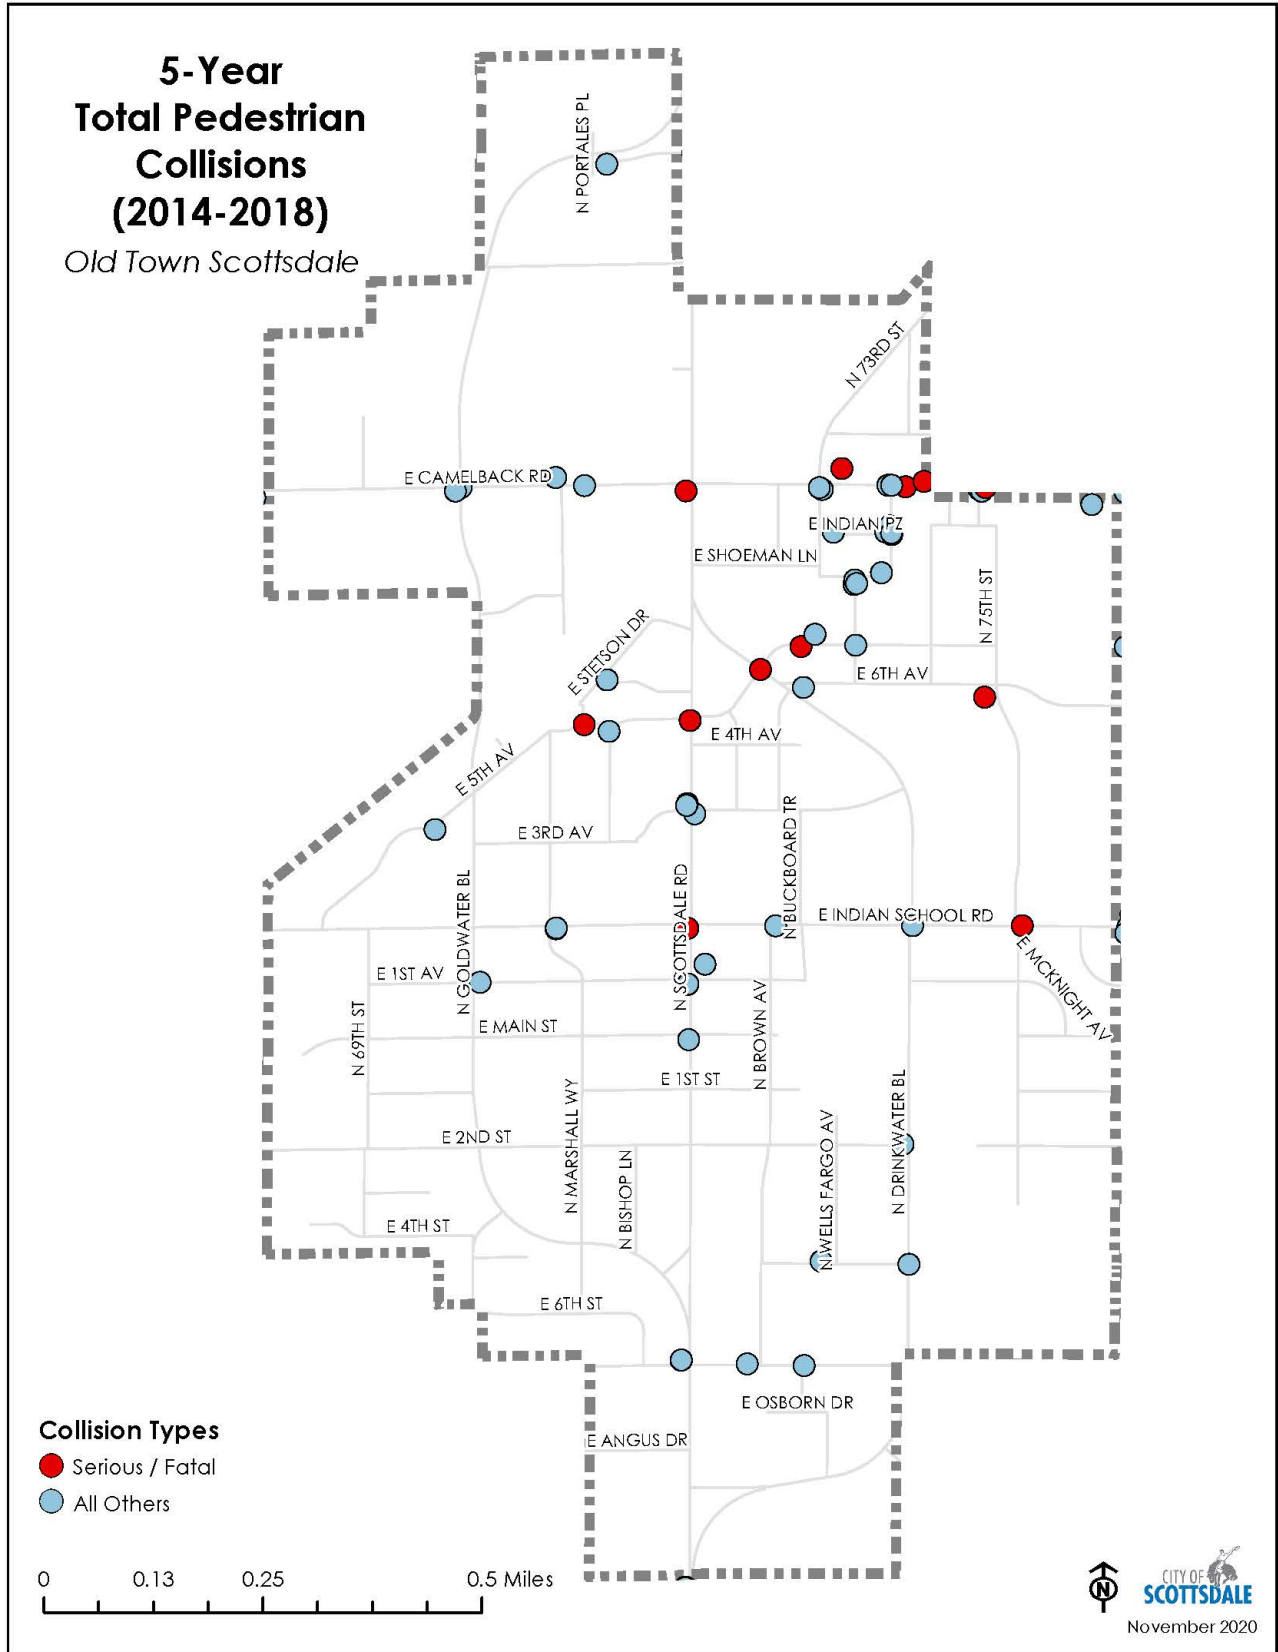 5-Year
Total Pedestrian
Collisions
(2014-2018)
Old Town Scottsdale
N PORTALES PL
N 73RD ST
E CAMELBACK RD
E INDIAN PZ
E SHOEMAN LN
N 75TH ST
E STETSON DR
E 6TH AV
E 4TH AV
E 5TH AV
E 3RD AV
N BUCKBOARD TR
N GOLDWATER BL
N SCOTTSDALE RD
E INDIAN SCHOOL RD
E 1ST AV
E MCKNIGHT AV
N 69TH ST
E MAIN ST
N BROWN AV
E 1ST ST
N MARSHALL WY
N DRINKWATER BL
E 2ND ST
N WELLS FARGO AV
N BISHOP LN
E 4TH ST
E 6TH ST
E OSBORN DR
E ANGUS DR
Collision Types
Serious / Fatal
All Others
0 0.13 0.25 0.5 Miles
N
CITY OF
SCOTTSDALE
November 2020